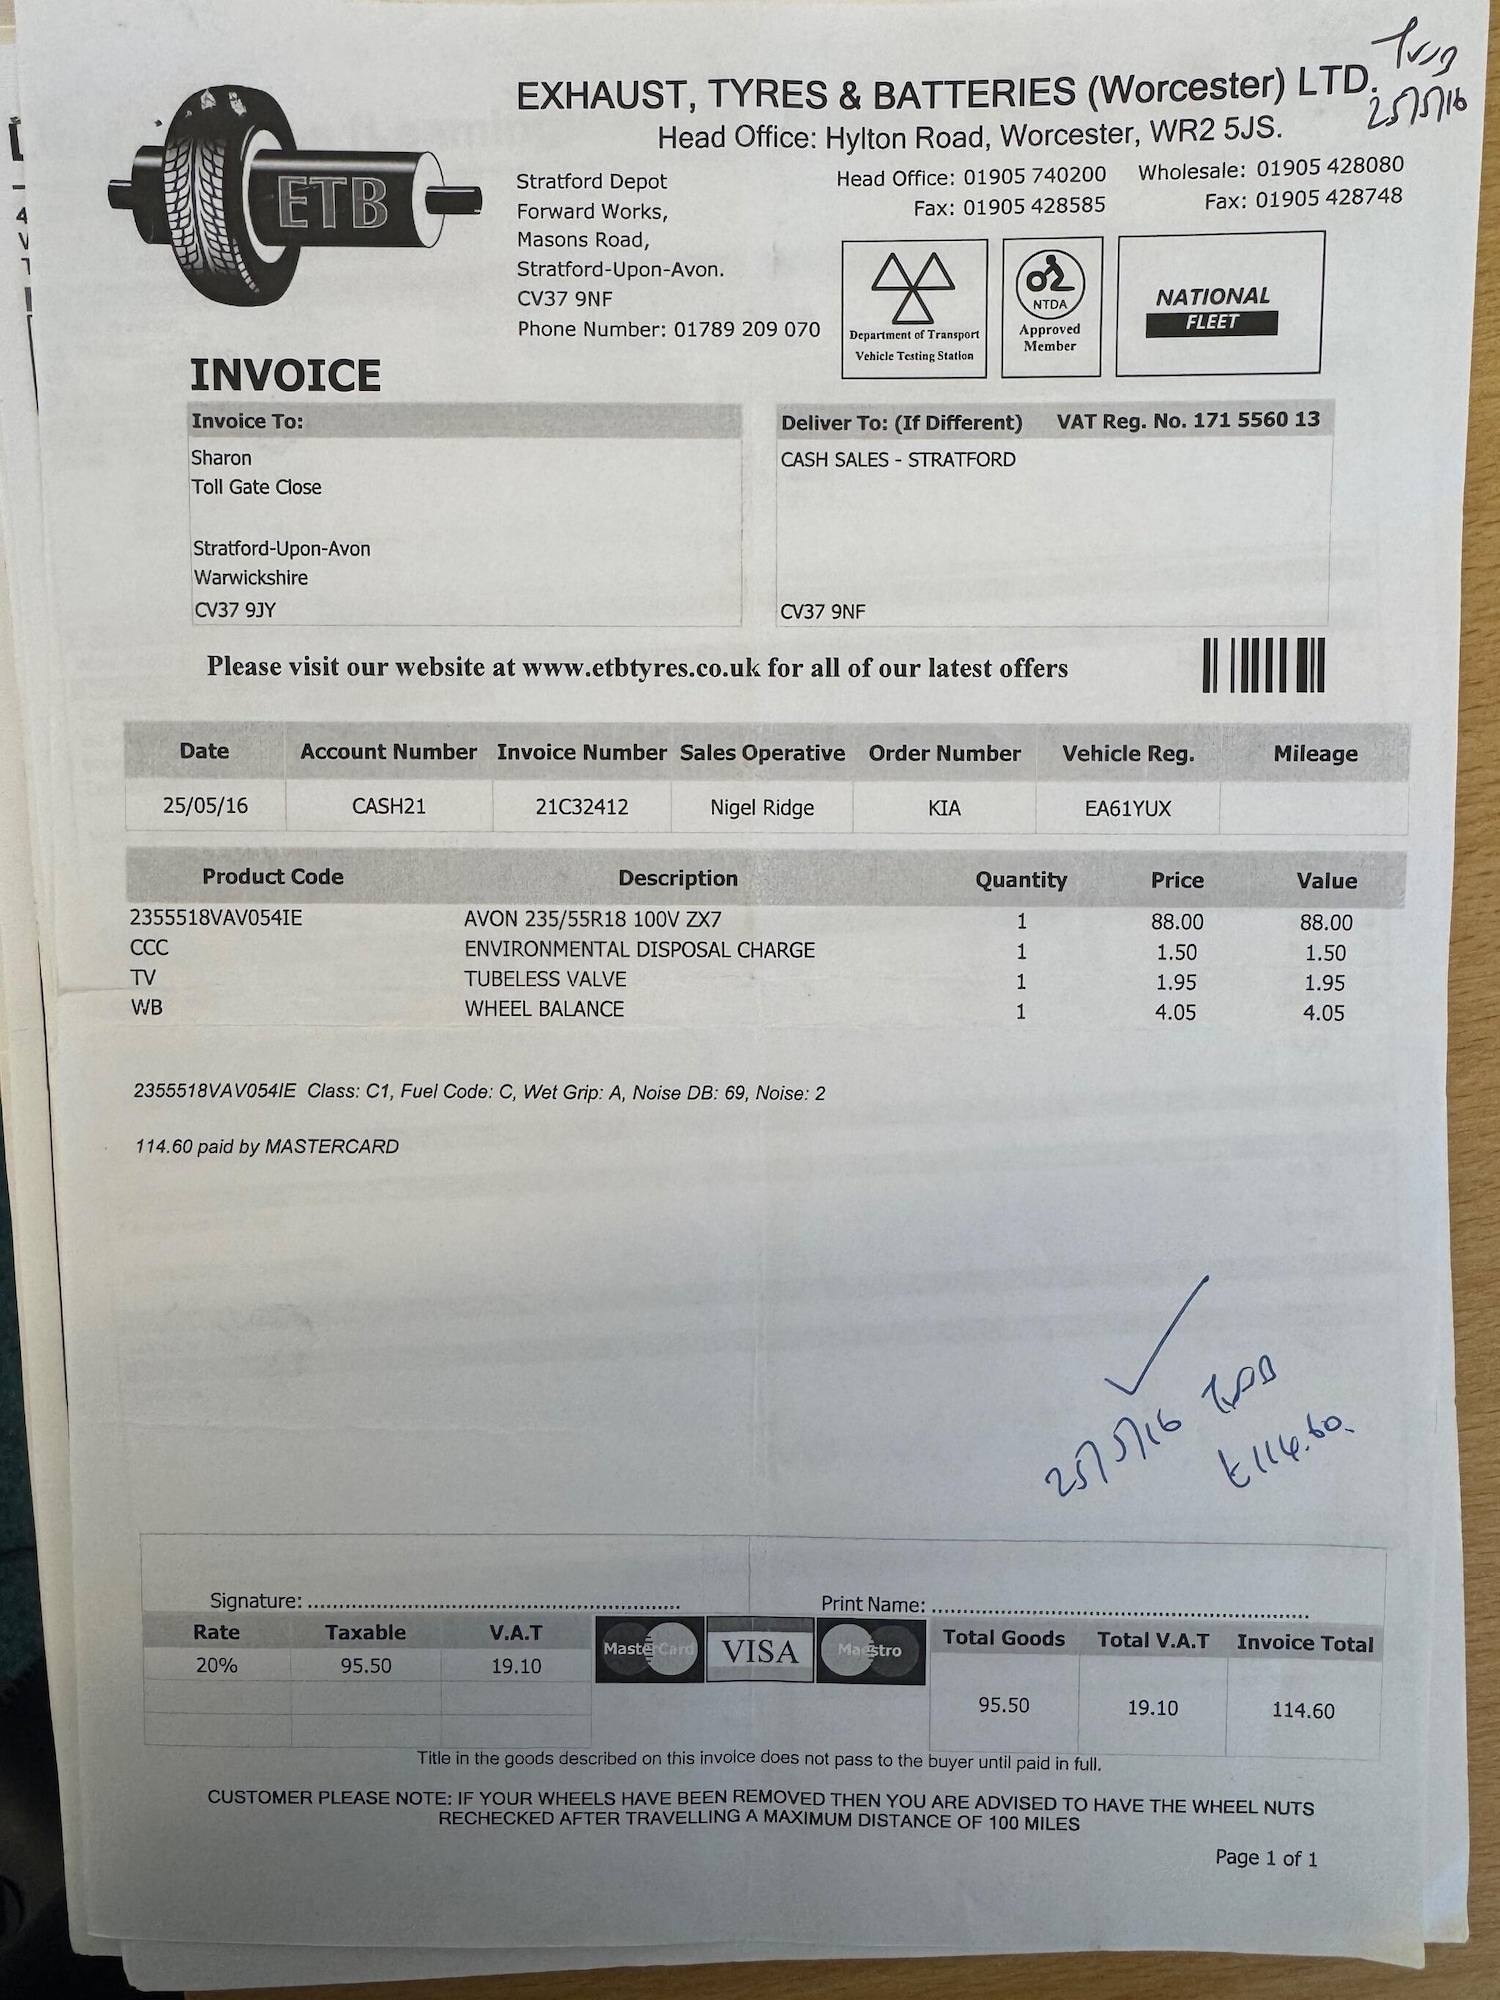 EXHAUST, TYRES & BATTERIES (Worcester) LTD.
25/5/16
Head Office: Hylton Road, Worcester, WR2 5JS.
ETB
Stratford Depot
Forward Works,
Masons Road,
Stratford-Upon-Avon.
CV37 9NF
Phone Number: 01789 209 070
Head Office: 01905 740200
Fax: 01905 428585
Wholesale: 01905 428080
Fax: 01905 428748
Department of Transport
Vehicle Testing Station
NTDA
Approved
Member
NATIONAL
FLEET
INVOICE
Invoice To:
Sharon
Toll Gate Close
Stratford-Upon-Avon
Warwickshire
CV37 9JY
Deliver To: (If Different) VAT Reg. No. 171 5560 13
CASH SALES - STRATFORD
CV37 9NF
Please visit our website at www.etbtyres.co.uk for all of our latest offers
Date Account Number Invoice Number Sales Operative Order Number Vehicle Reg. Mileage
25/05/16 CASH21 21C32412 Nigel Ridge KIA EA61YUX
Product Code Description Quantity Price Value
2355518VAV054IE AVON 235/55R18 100V ZX7 1 88.00 88.00
CCC ENVIRONMENTAL DISPOSAL CHARGE 1 1.50 1.50
TV TUBELESS VALVE 1 1.95 1.95
WB WHEEL BALANCE 1 4.05 4.05
2355518VAV054IE Class: C1, Fuel Code: C, Wet Grip: A, Noise DB: 69, Noise: 2
114.60 paid by MASTERCARD
25/5/16
£114.60.
Signature: Print Name:
Rate Taxable V.A.T
20% 95.50 19.10
MasterCard VISA Maestro
Total Goods Total V.A.T Invoice Total
95.50 19.10 114.60
Title in the goods described on this invoice does not pass to the buyer until paid in full.
CUSTOMER PLEASE NOTE: IF YOUR WHEELS HAVE BEEN REMOVED THEN YOU ARE ADVISED TO HAVE THE WHEEL NUTS
RECHECKED AFTER TRAVELLING A MAXIMUM DISTANCE OF 100 MILES
Page 1 of 1